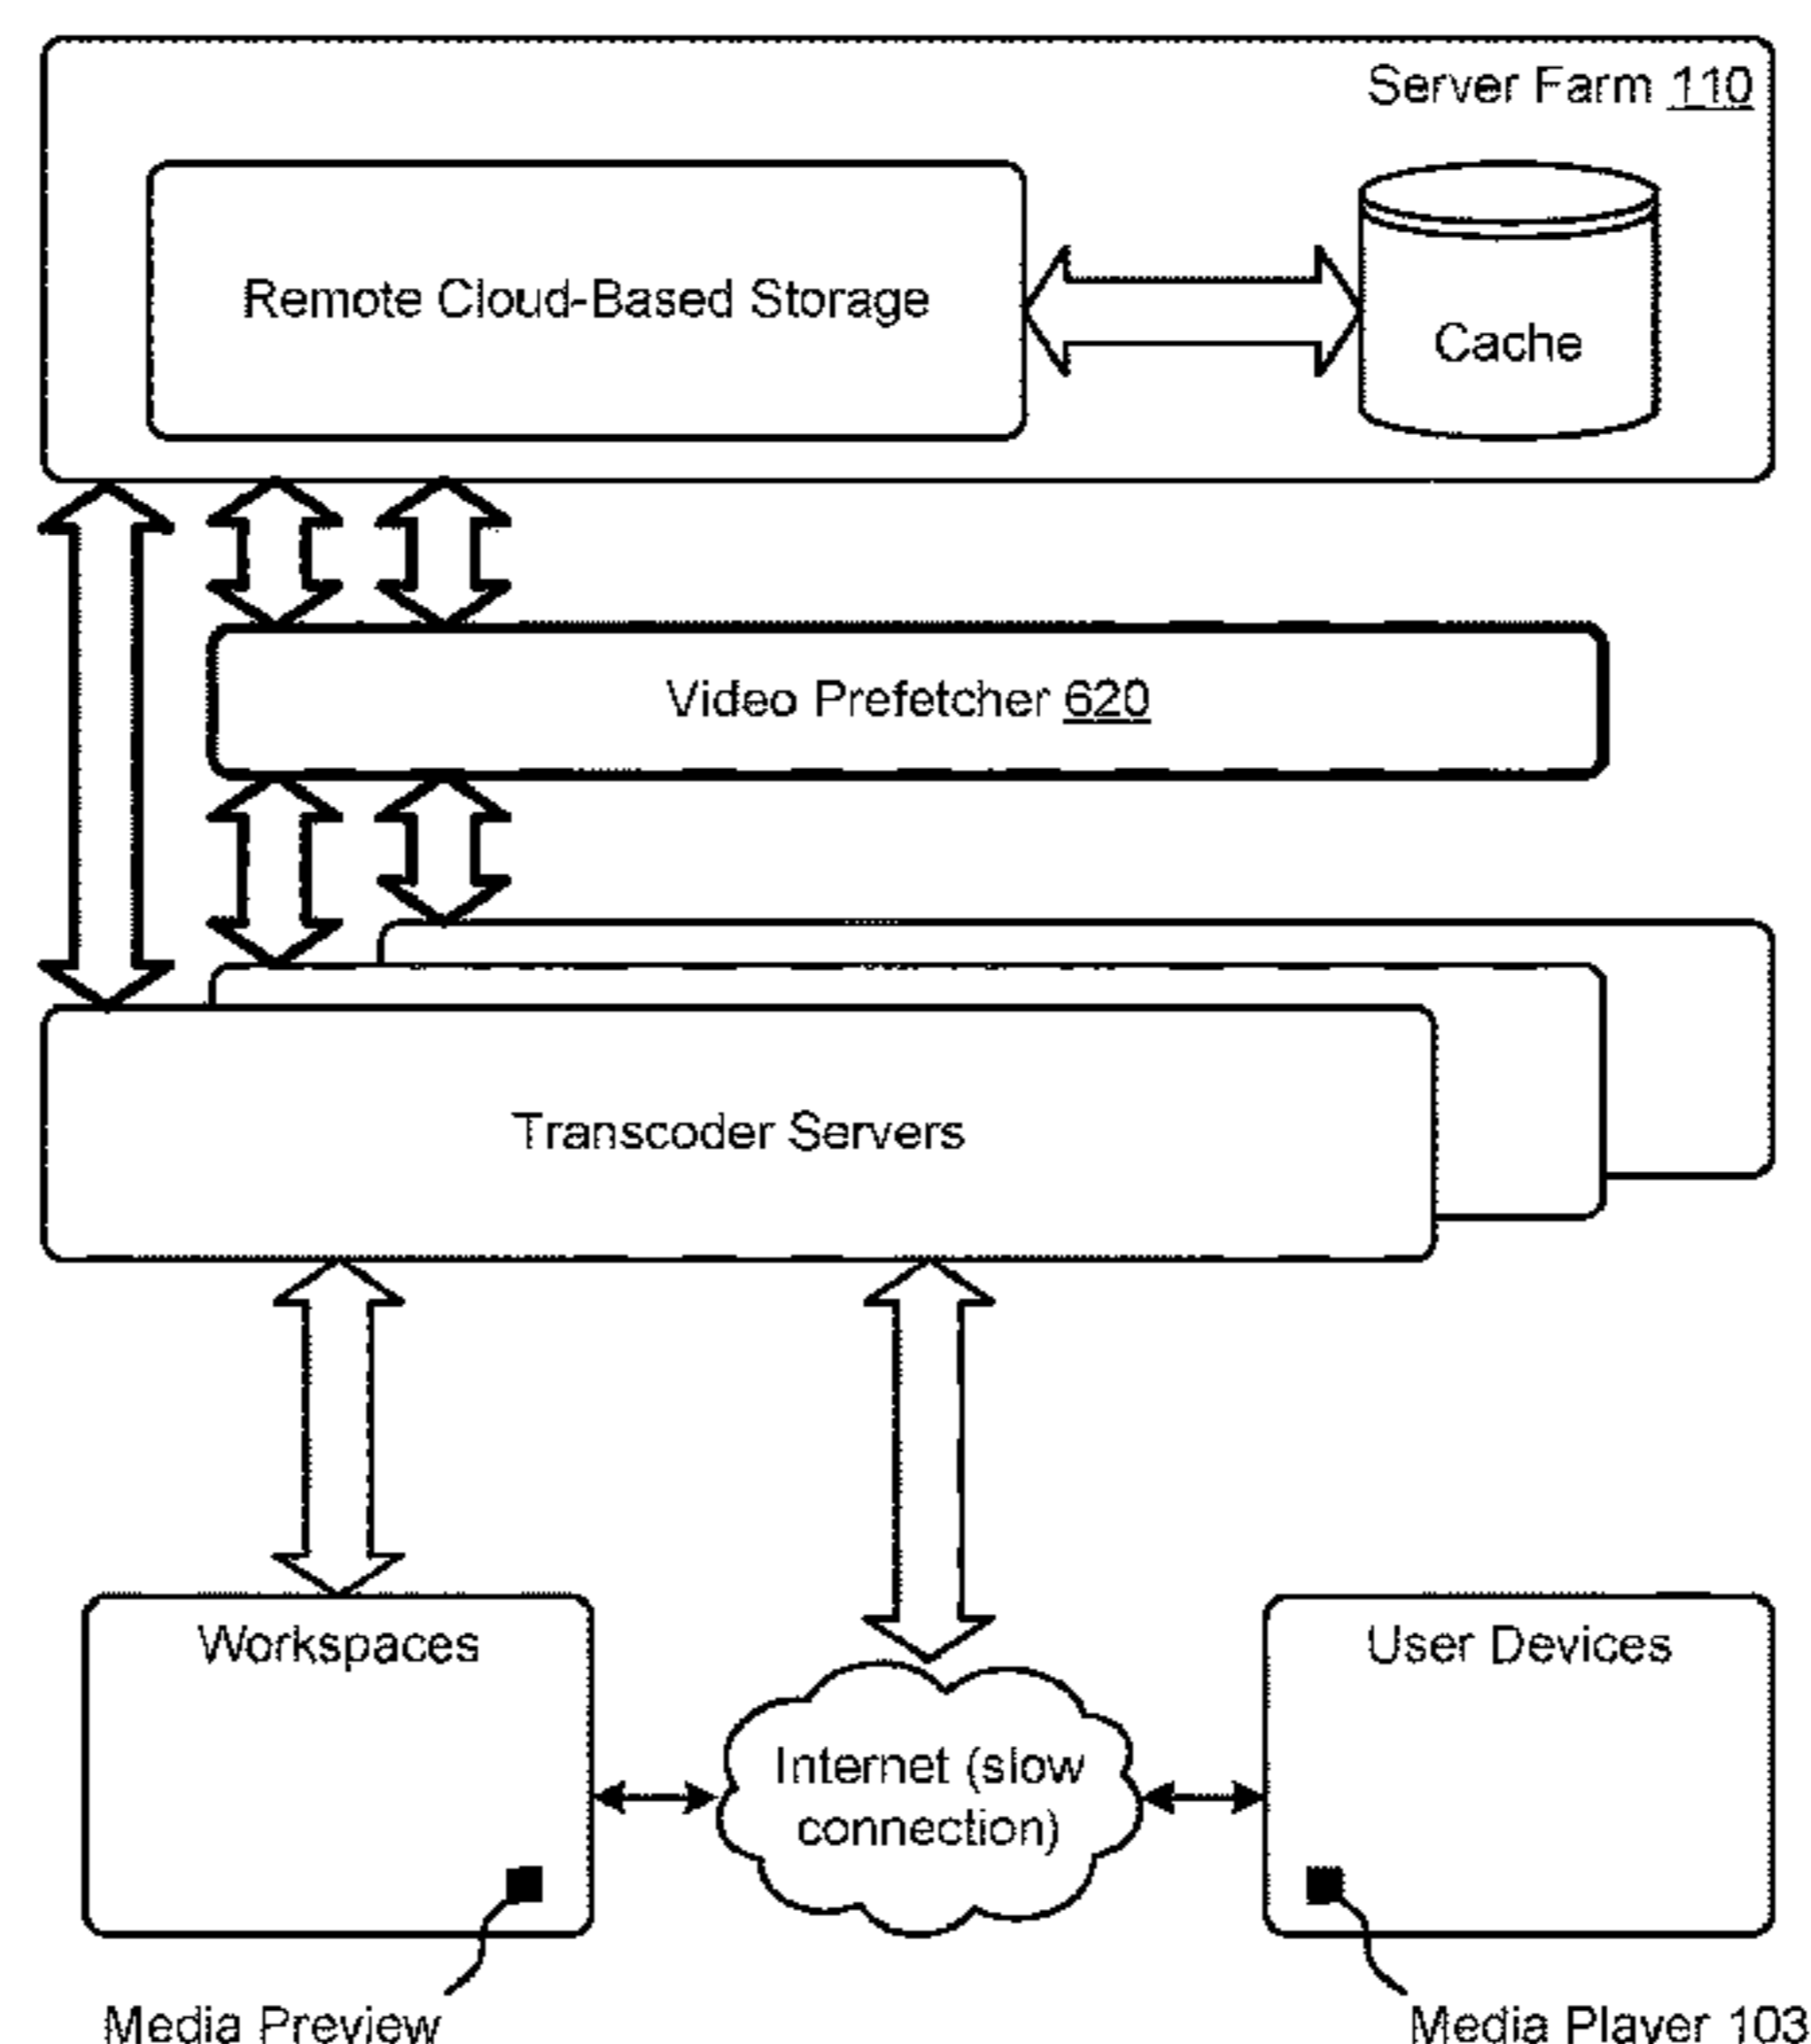 Server Farm 110
Remote Cloud-Based Storage
Cache
Video Prefetcher 620
Transcoder Servers
Workspaces
User Devices
Internet (slow
connection)
Media Preview
Media Player 103